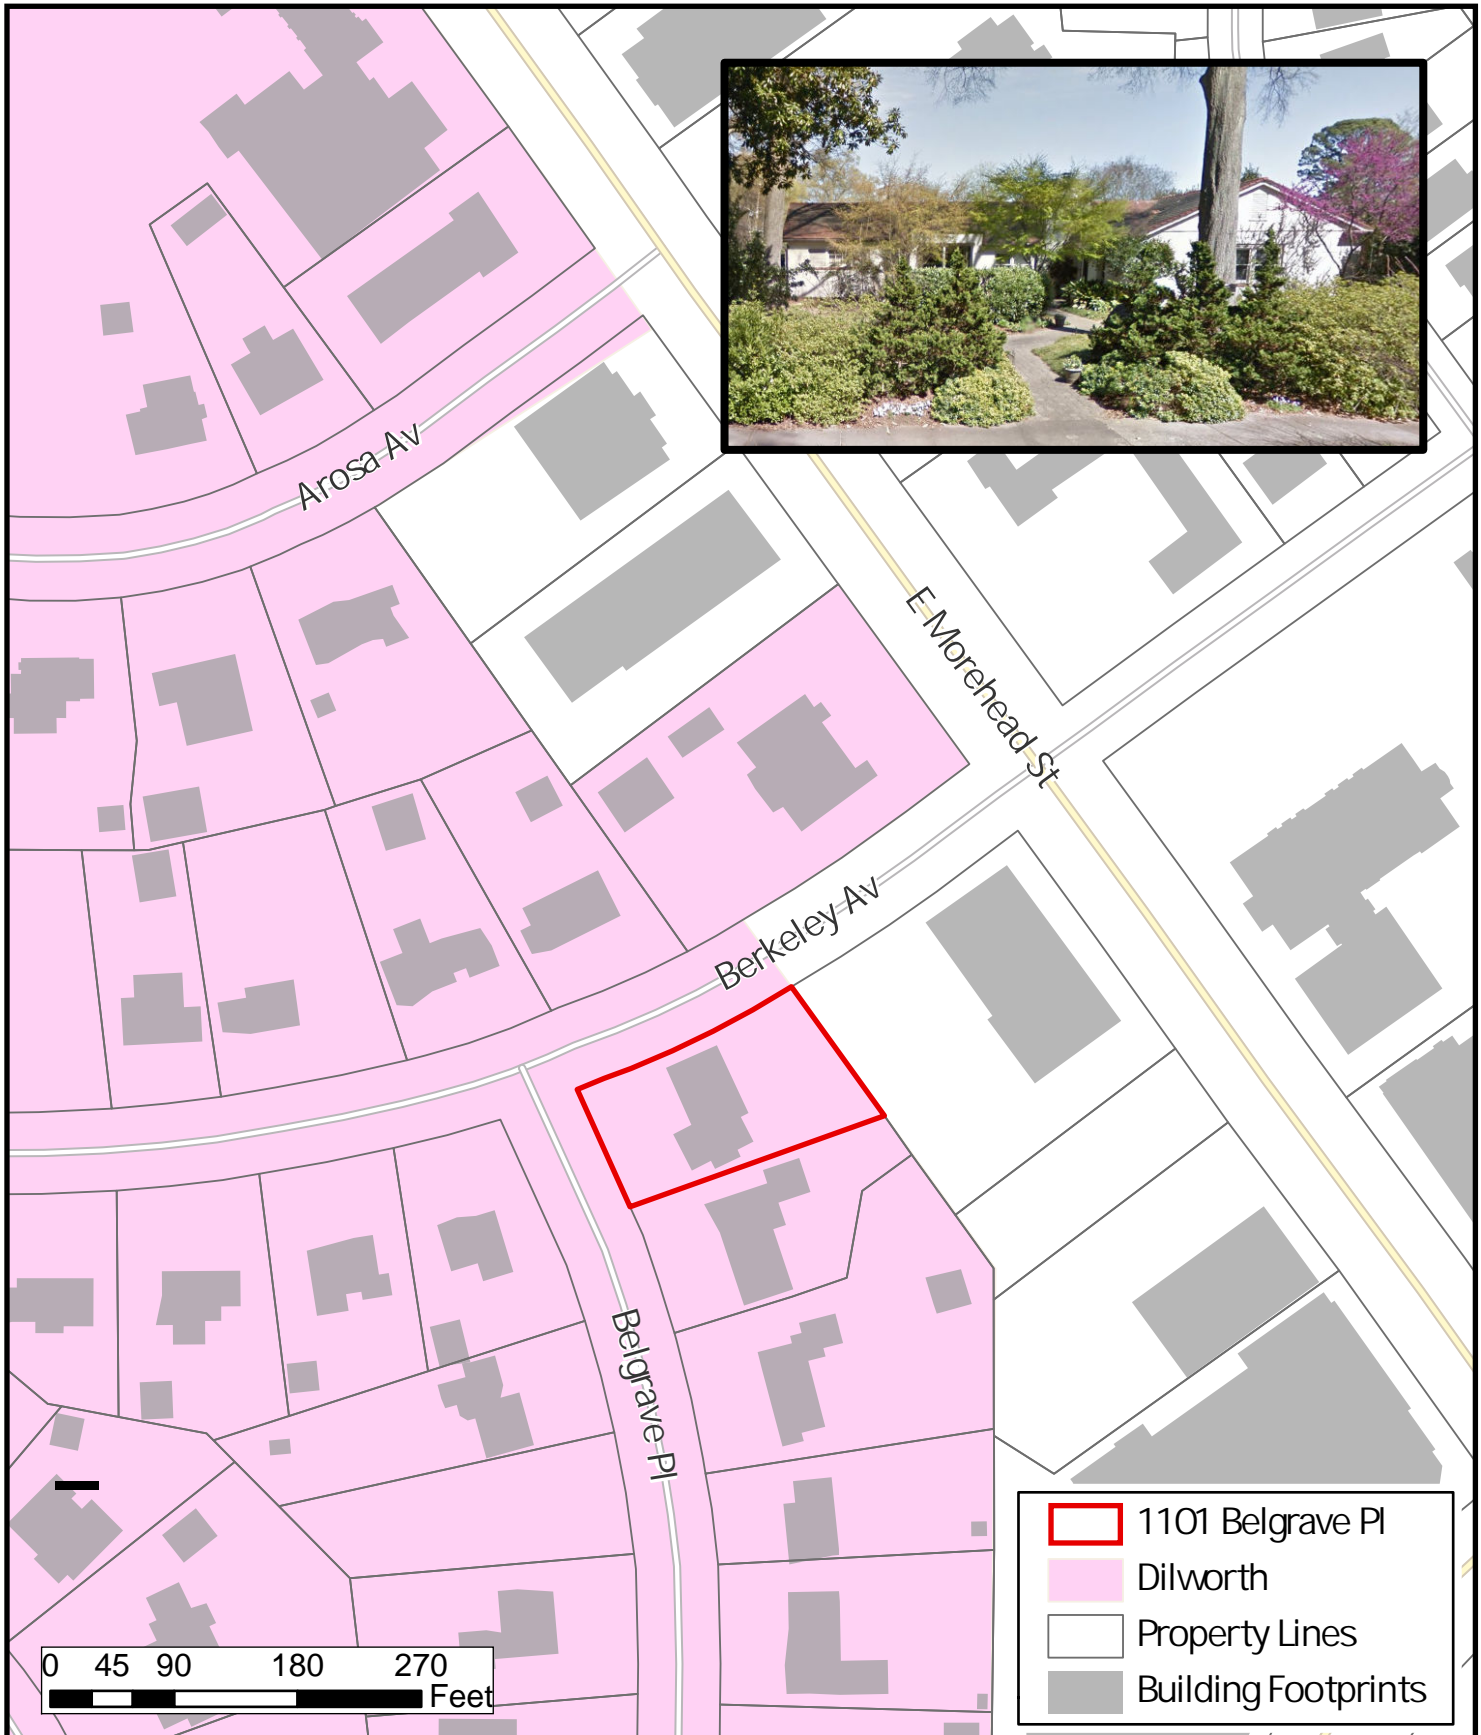 Arosa Av
E Morehead St
Berkeley Av
Belgrave Pl
1101 Belgrave Pl
Dilworth
Property Lines
Building Footprints
0 45 90 180 270
Feet